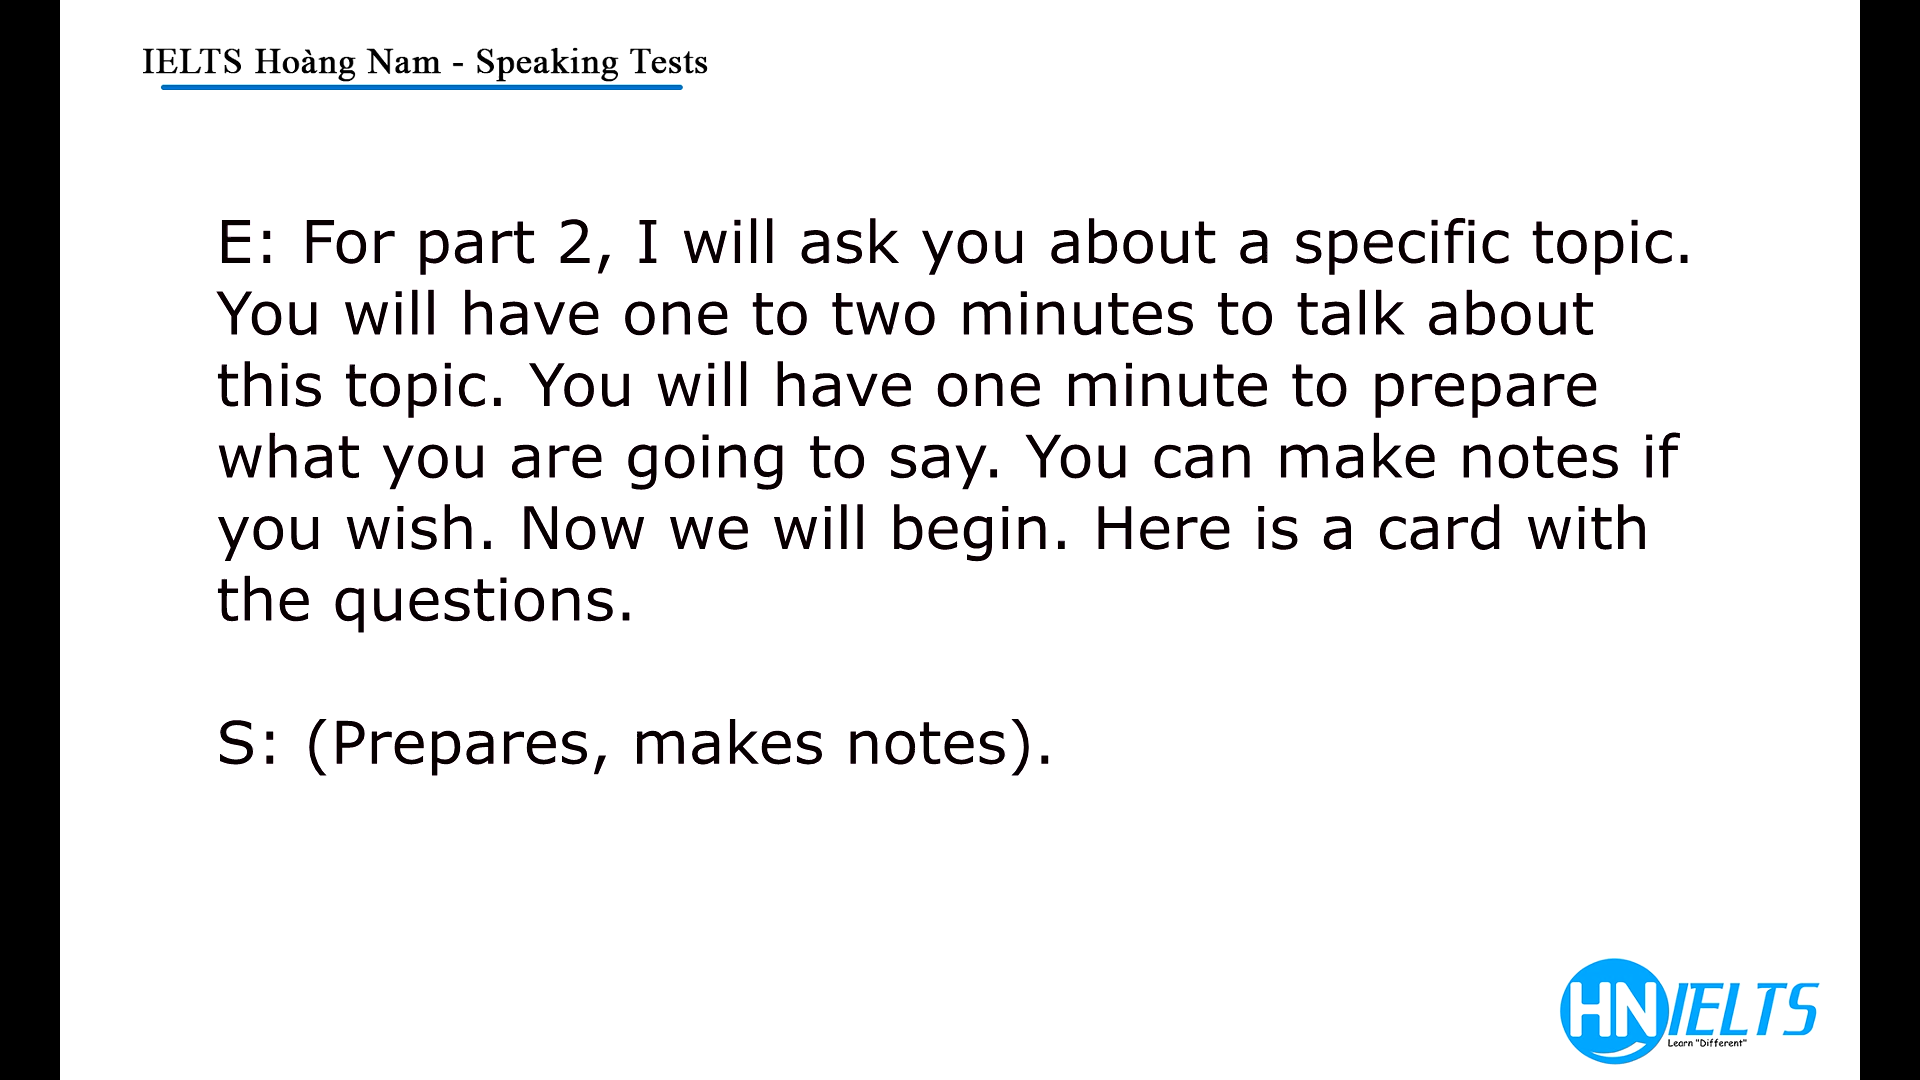 IELTS Hoàng Nam - Speaking Tests
E: For part 2, I will ask you about a specific topic.
You will have one to two minutes to talk about
this topic. You will have one minute to prepare
what you are going to say. You can make notes if
you wish. Now we will begin. Here is a card with
the questions.
S: (Prepares, makes notes).
HNIELTS
Learn "Different"